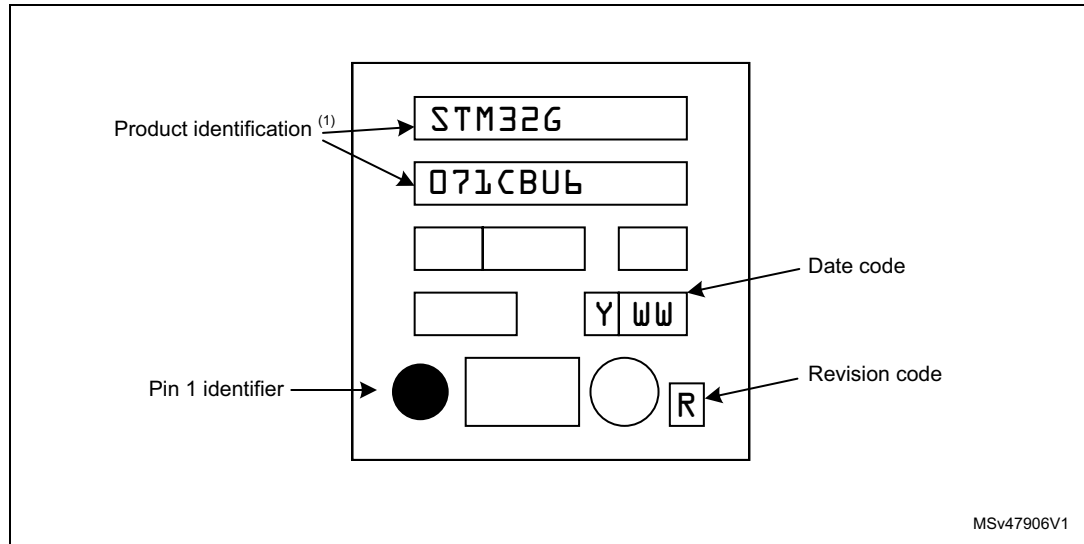 STM32G
Product identification (1)
071CBU6
Date code
Y WW
Pin 1 identifier
Revision code
R
MSv47906V1